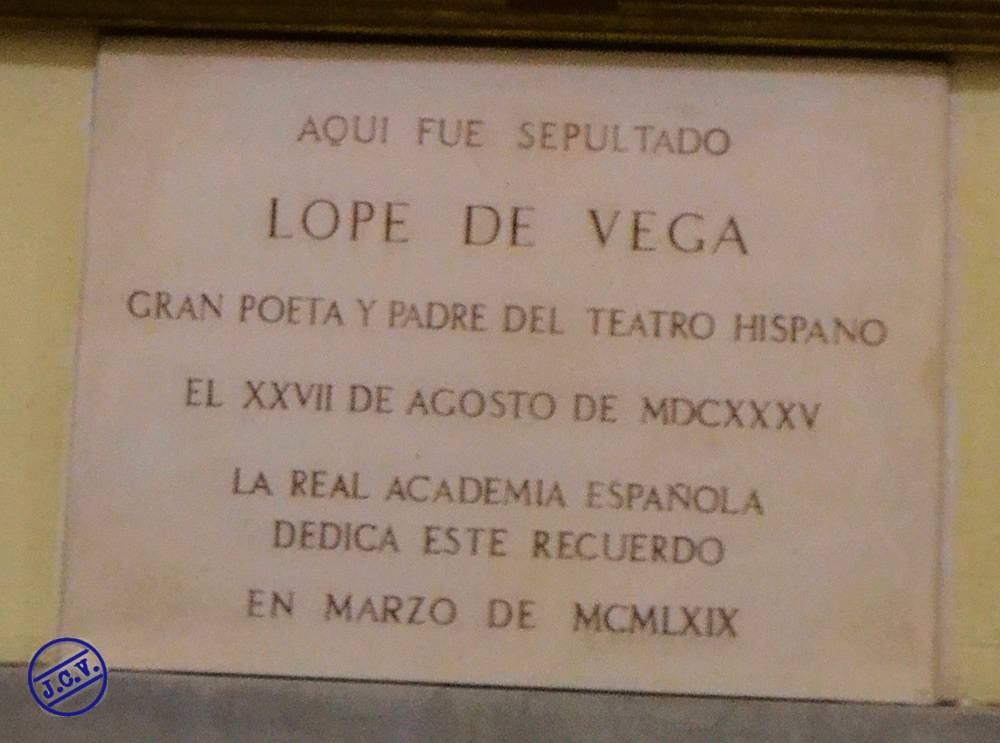 AQUI FUE SEPULTADO
LOPE DE VEGA
GRAN POETA Y PADRE DEL TEATRO HISPANO
EL XXVII DE AGOSTO DE MDCXXXV
LA REAL ACADEMIA ESPAÑOLA
DEDICA ESTE RECUERDO
EN MARZO DE MCMLXIX
J.C.V.